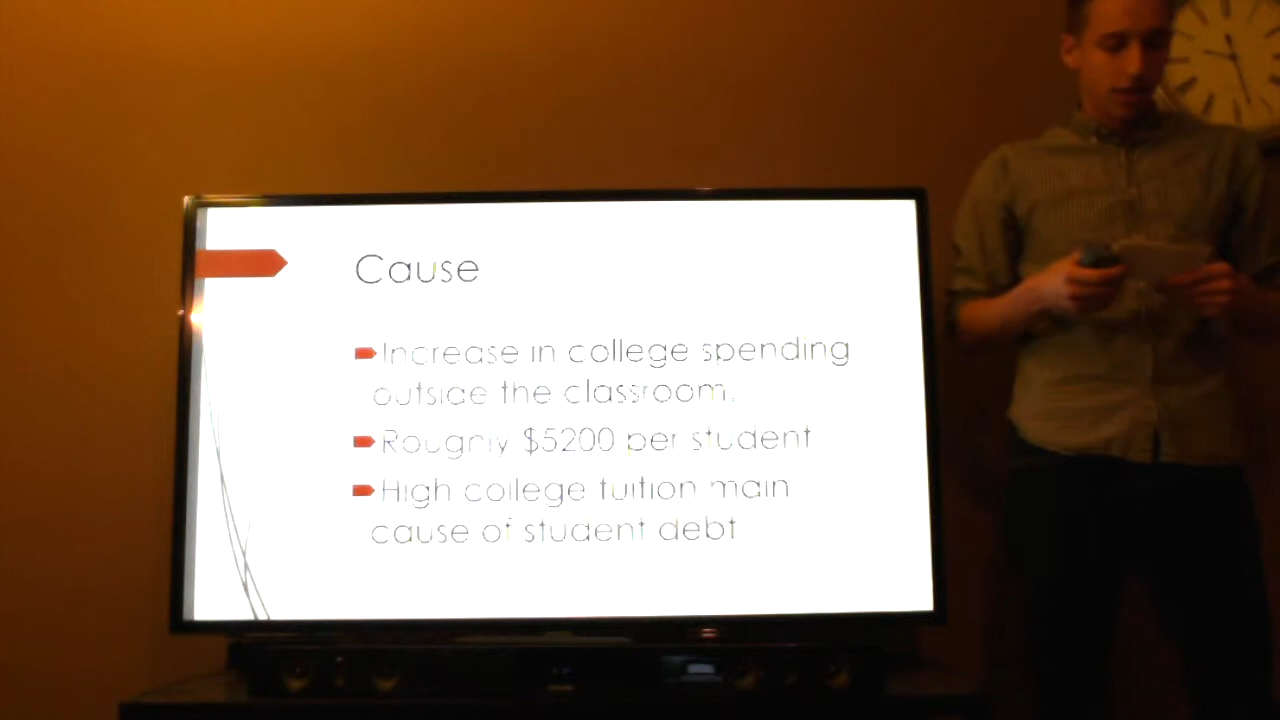 Cause
Increase in college spending
outside the classroom.
Roughly $5200 per student
High college tuition main
cause of student debt